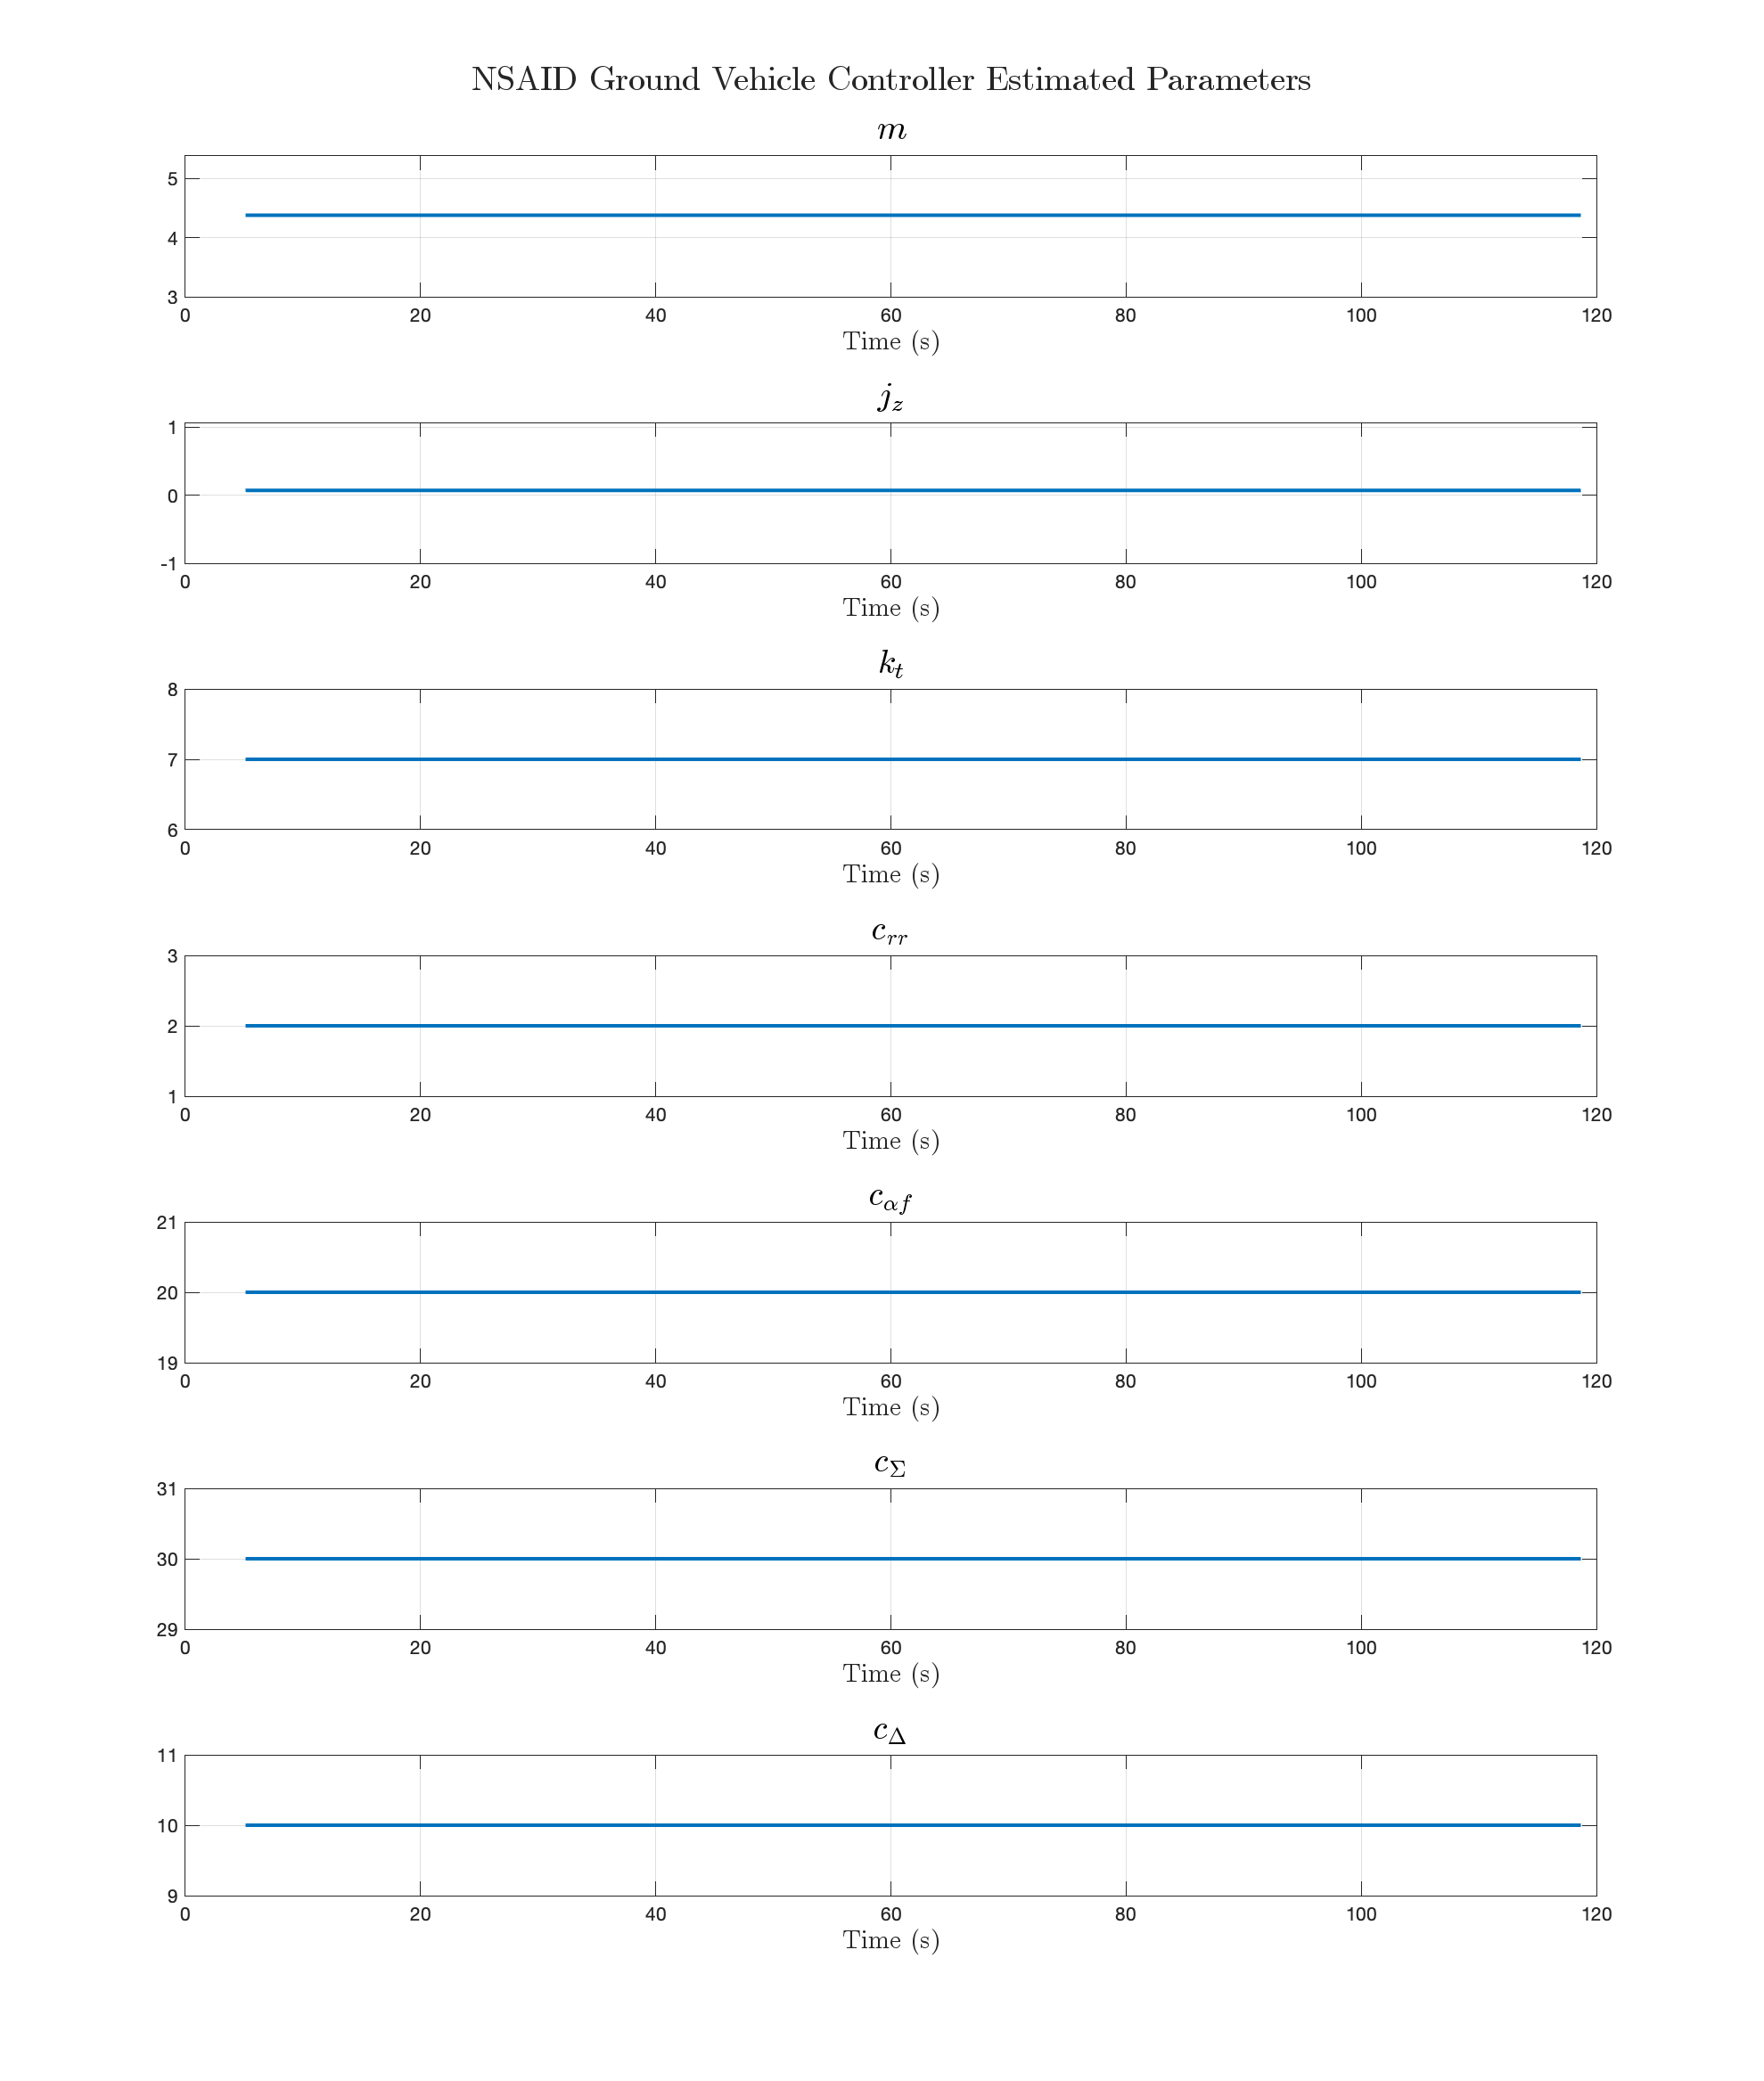 NSAID Ground Vehicle Controller Estimated Parameters
m
5
4
3
0 20 40 60 80 100 120
Time (s)
j_z
1
0
-1
0 20 40 60 80 100 120
Time (s)
k_t
8
7
6
0 20 40 60 80 100 120
Time (s)
c_{rr}
3
2
1
0 20 40 60 80 100 120
Time (s)
c_{αf}
21
20
19
0 20 40 60 80 100 120
Time (s)
c_Σ
31
30
29
0 20 40 60 80 100 120
Time (s)
c_Δ
11
10
9
0 20 40 60 80 100 120
Time (s)